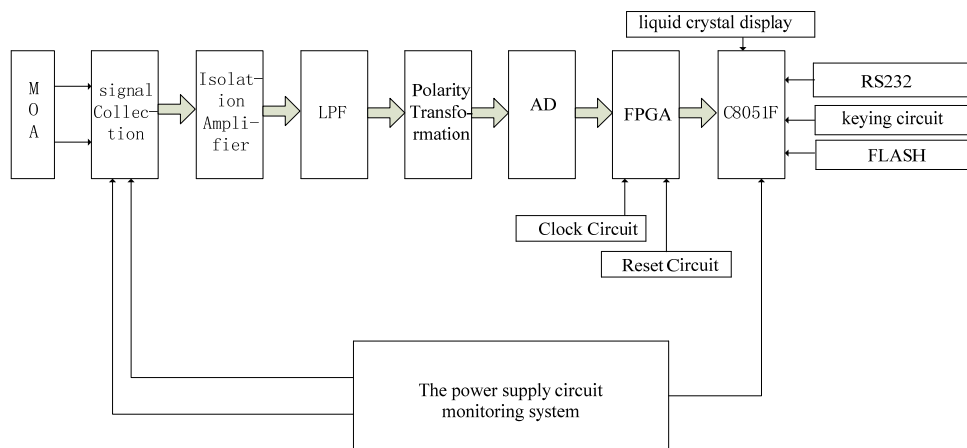 liquid crystal display
M
O
A
signal
Collec-
tion
Isolat-
ion
Ampli-
fier
LPF
Polarity
Transfo-
rmation
AD
FPGA
C8051F
RS232
keying circuit
FLASH
Clock Circuit
Reset Circuit
The power supply circuit
monitoring system